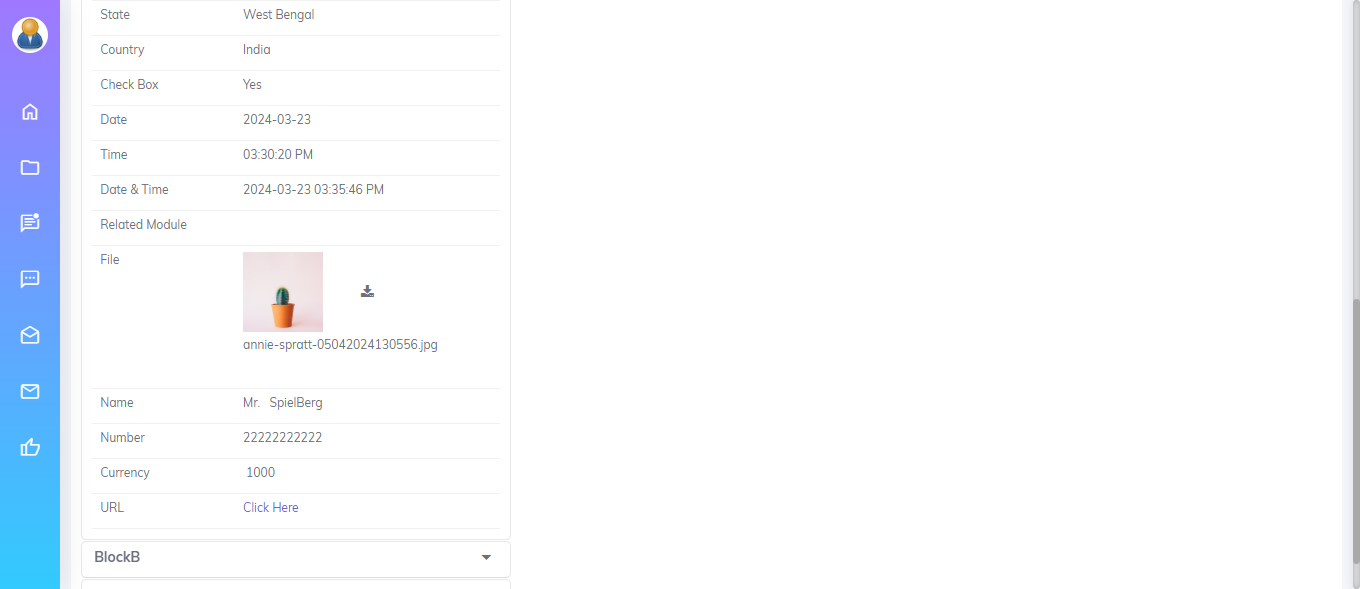 State West Bengal
Country India
Check Box Yes
Date 2024-03-23
Time 03:30:20 PM
Date & Time 2024-03-23 03:35:46 PM
Related Module
File
annie-spratt-05042024130556.jpg
Name Mr. SpielBerg
Number 22222222222
Currency 1000
URL Click Here
BlockB